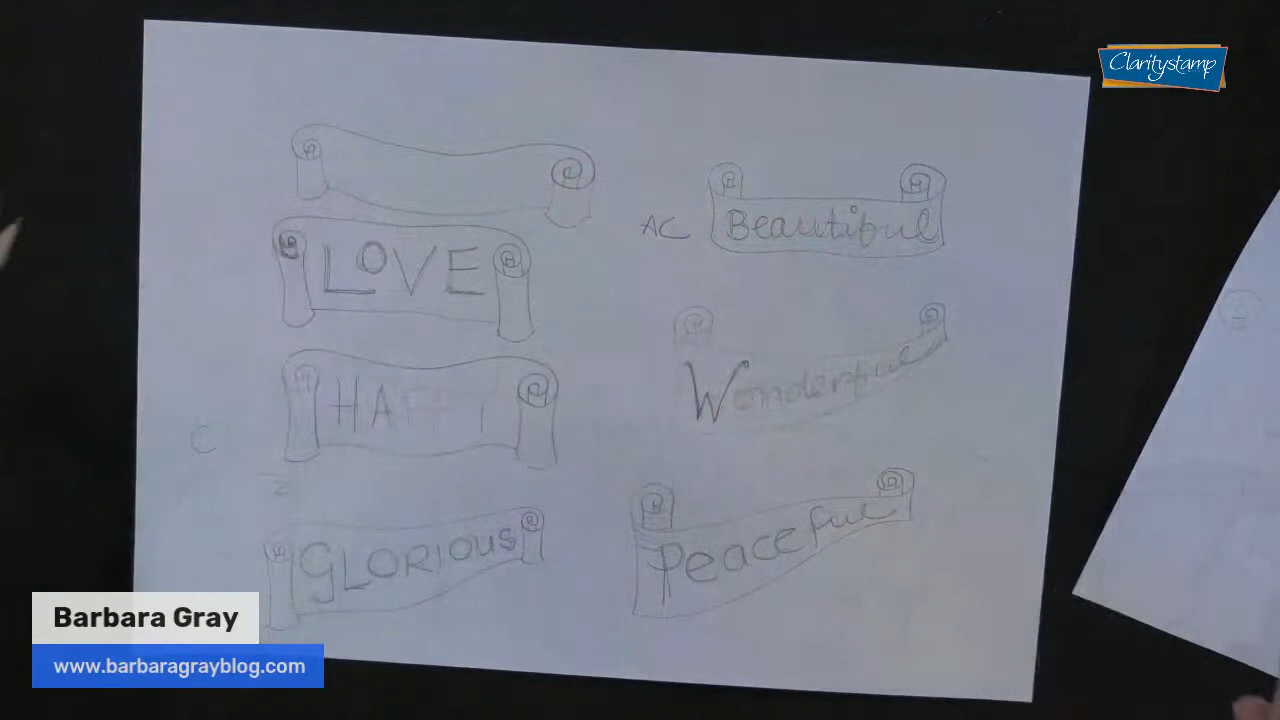 Claritystamp
LOVE
HAPPY
C
GLORIOUS
AC Beautiful
Wonderful
Peaceful
Barbara Gray
www.barbaragrayblog.com